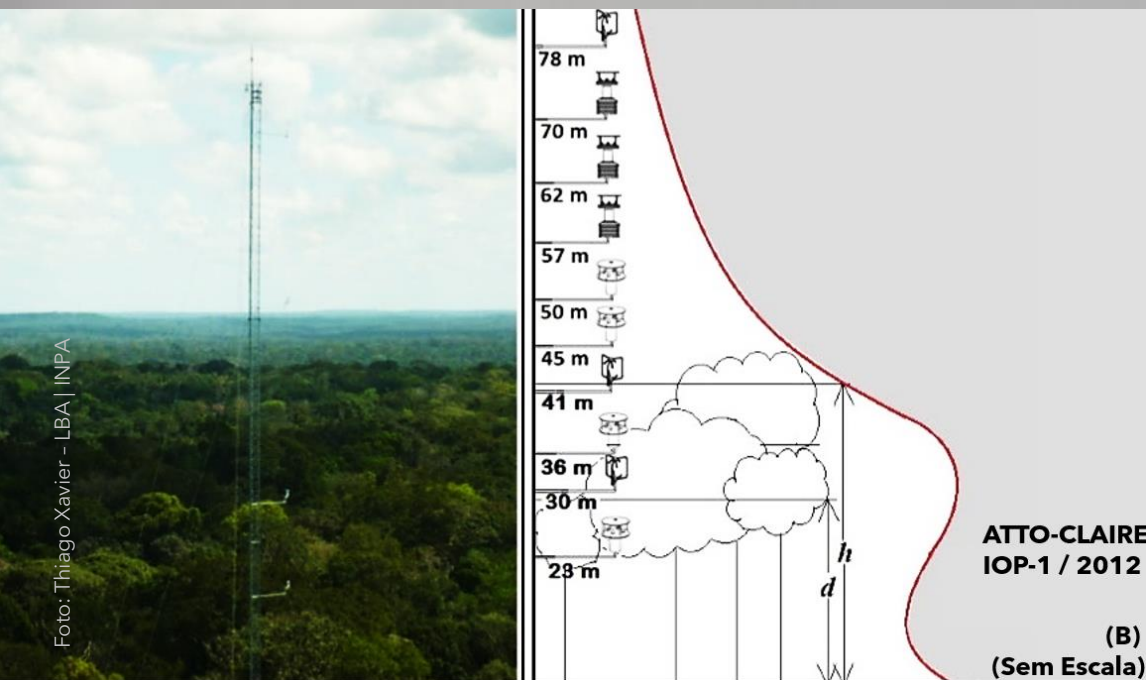 Foto: Thiago Xavier – LBA| INPA
78 m
70 m
62 m
57 m
50 m
45 m
41 m
36 m
30 m
23 m
h
d
ATTO-CLAIRE
IOP-1 / 2012
(B)
(Sem Escala)